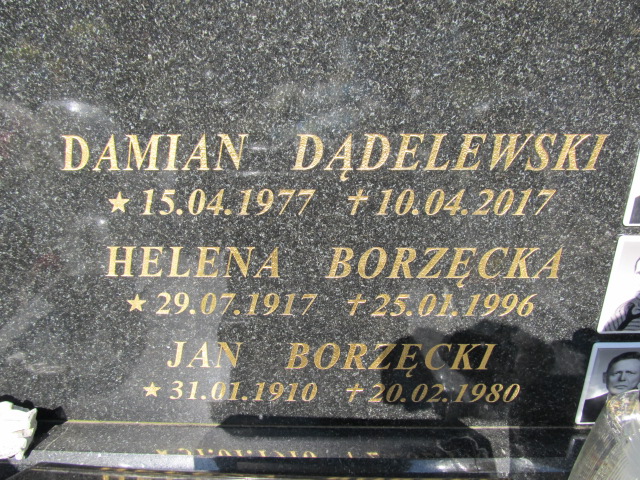 DAMIAN DĄDELEWSKI
★ 15.04.1977 ✝ 10.04.2017
HELENA BORZĘCKA
★ 29.07.1917 ✝ 25.01.1996
JAN BORZĘCKI
★ 31.01.1910 ✝ 20.02.1980